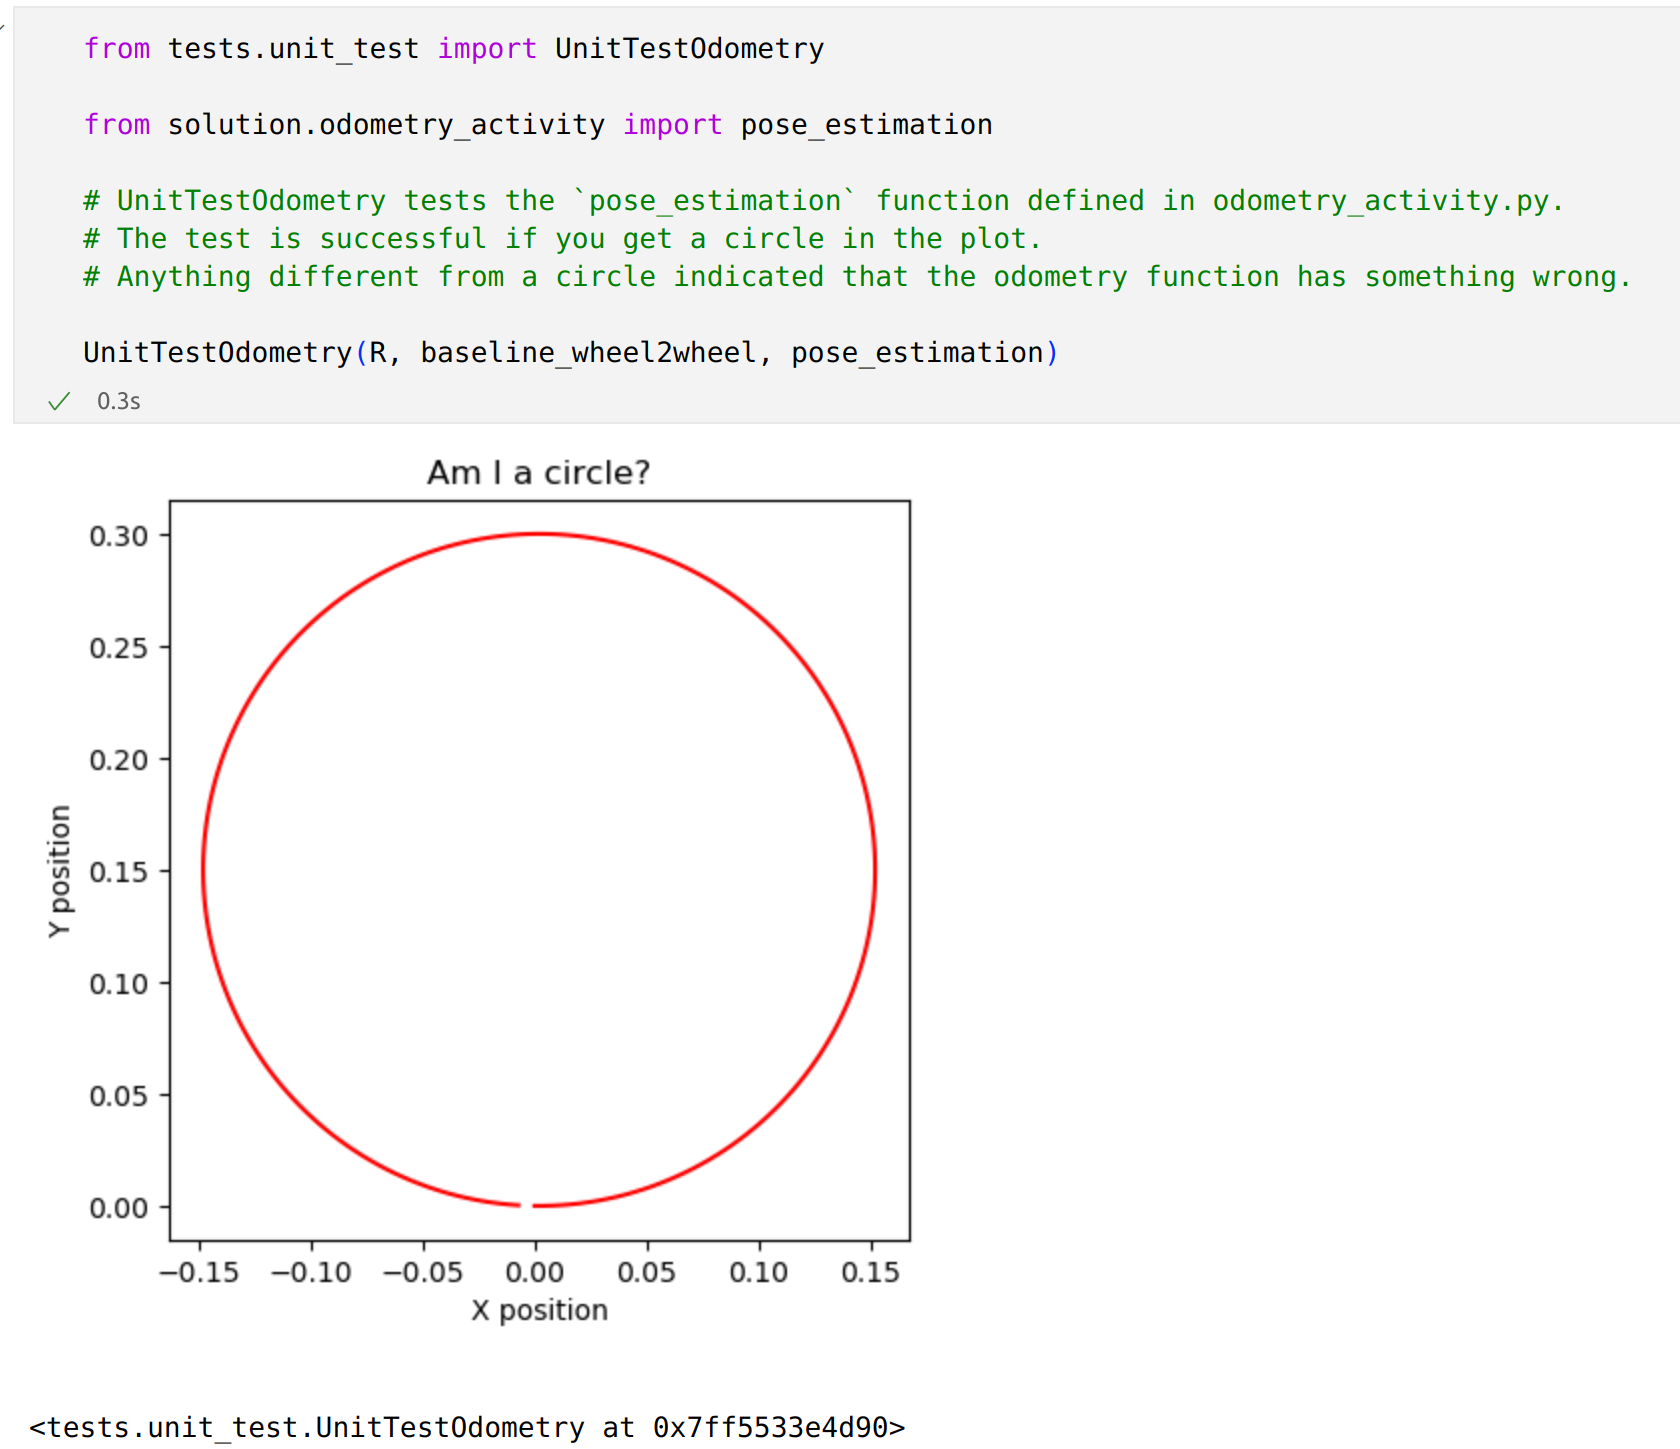 from tests.unit_test import UnitTestOdometry
from solution.odometry_activity import pose_estimation
# UnitTestOdometry tests the `pose_estimation` function defined in odometry_activity.py.
# The test is successful if you get a circle in the plot.
# Anything different from a circle indicated that the odometry function has something wrong.
UnitTestOdometry(R, baseline_wheel2wheel, pose_estimation)
0.3s
Am I a circle?
0.30
0.25
0.20
0.15
0.10
0.05
0.00
Y position
−0.15 −0.10 −0.05 0.00 0.05 0.10 0.15
X position
<tests.unit_test.UnitTestOdometry at 0x7ff5533e4d90>